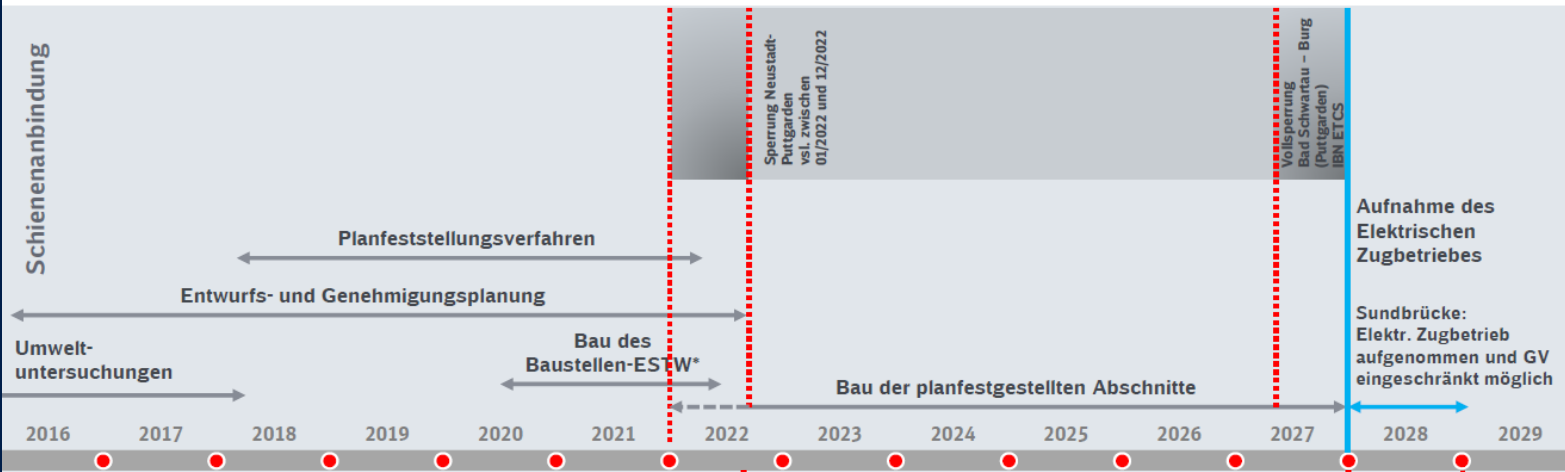 Schienenanbindung
Sperrung Neustadt-
Puttgarden
vsl. zwischen
01/2022 und 12/2022
Vollsperrung
Bad Schwartau – Burg
(Puttgarden)
IBN ETCS
Planfeststellungsverfahren
Entwurfs- und Genehmigungsplanung
Umwelt-
untersuchungen
Bau des
Baustellen-ESTW*
Bau der planfestgestellten Abschnitte
Aufnahme des
Elektrischen
Zugbetriebes
Sundbrücke:
Elektr. Zugbetrieb
aufgenommen und GV
eingeschränkt möglich
2016 2017 2018 2019 2020 2021 2022 2023 2024 2025 2026 2027 2028 2029